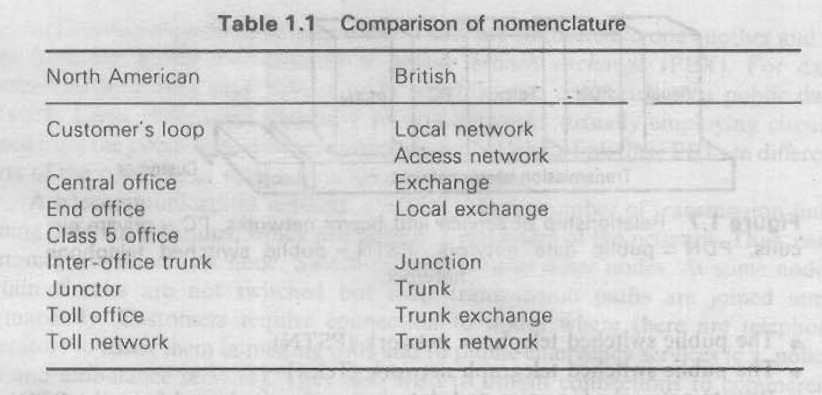 Table 1.1 Comparison of nomenclature
North American British
Customer's loop Local network
Access network
Central office Exchange
End office Local exchange
Class 5 office
Inter-office trunk Junction
Junctor Trunk
Toll office Trunk exchange
Toll network Trunk network